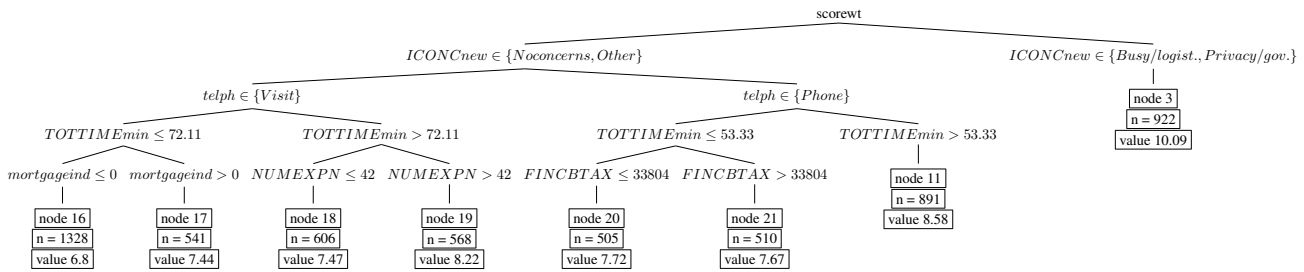 scorewt
ICONCnew ∈ {Noconcerns, Other} ICONCnew ∈ {Busy/logist., Privacy/gov.}
telph ∈ {Visit} telph ∈ {Phone}
TOTTIMEmin ≤ 72.11 TOTTIMEmin > 72.11 TOTTIMEmin ≤ 53.33 TOTTIMEmin > 53.33
mortgageind ≤ 0 mortgageind > 0 NUMEXPN ≤ 42 NUMEXPN > 42 FINCBTAX ≤ 33804 FINCBTAX > 33804
node 3
n = 922
value 10.09
node 11
n = 891
value 8.58
node 16
n = 1328
value 6.8
node 17
n = 541
value 7.44
node 18
n = 606
value 7.47
node 19
n = 568
value 8.22
node 20
n = 505
value 7.72
node 21
n = 510
value 7.67